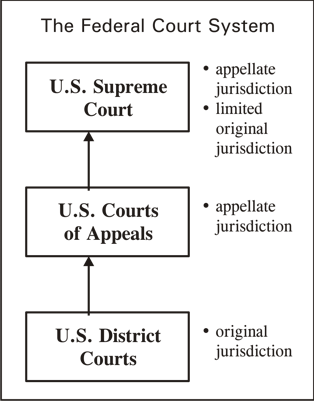 The Federal Court System
U.S. Supreme
Court
• appellate
jurisdiction
• limited
original
jurisdiction
U.S. Courts
of Appeals
• appellate
jurisdiction
U.S. District
Courts
• original
jurisdiction